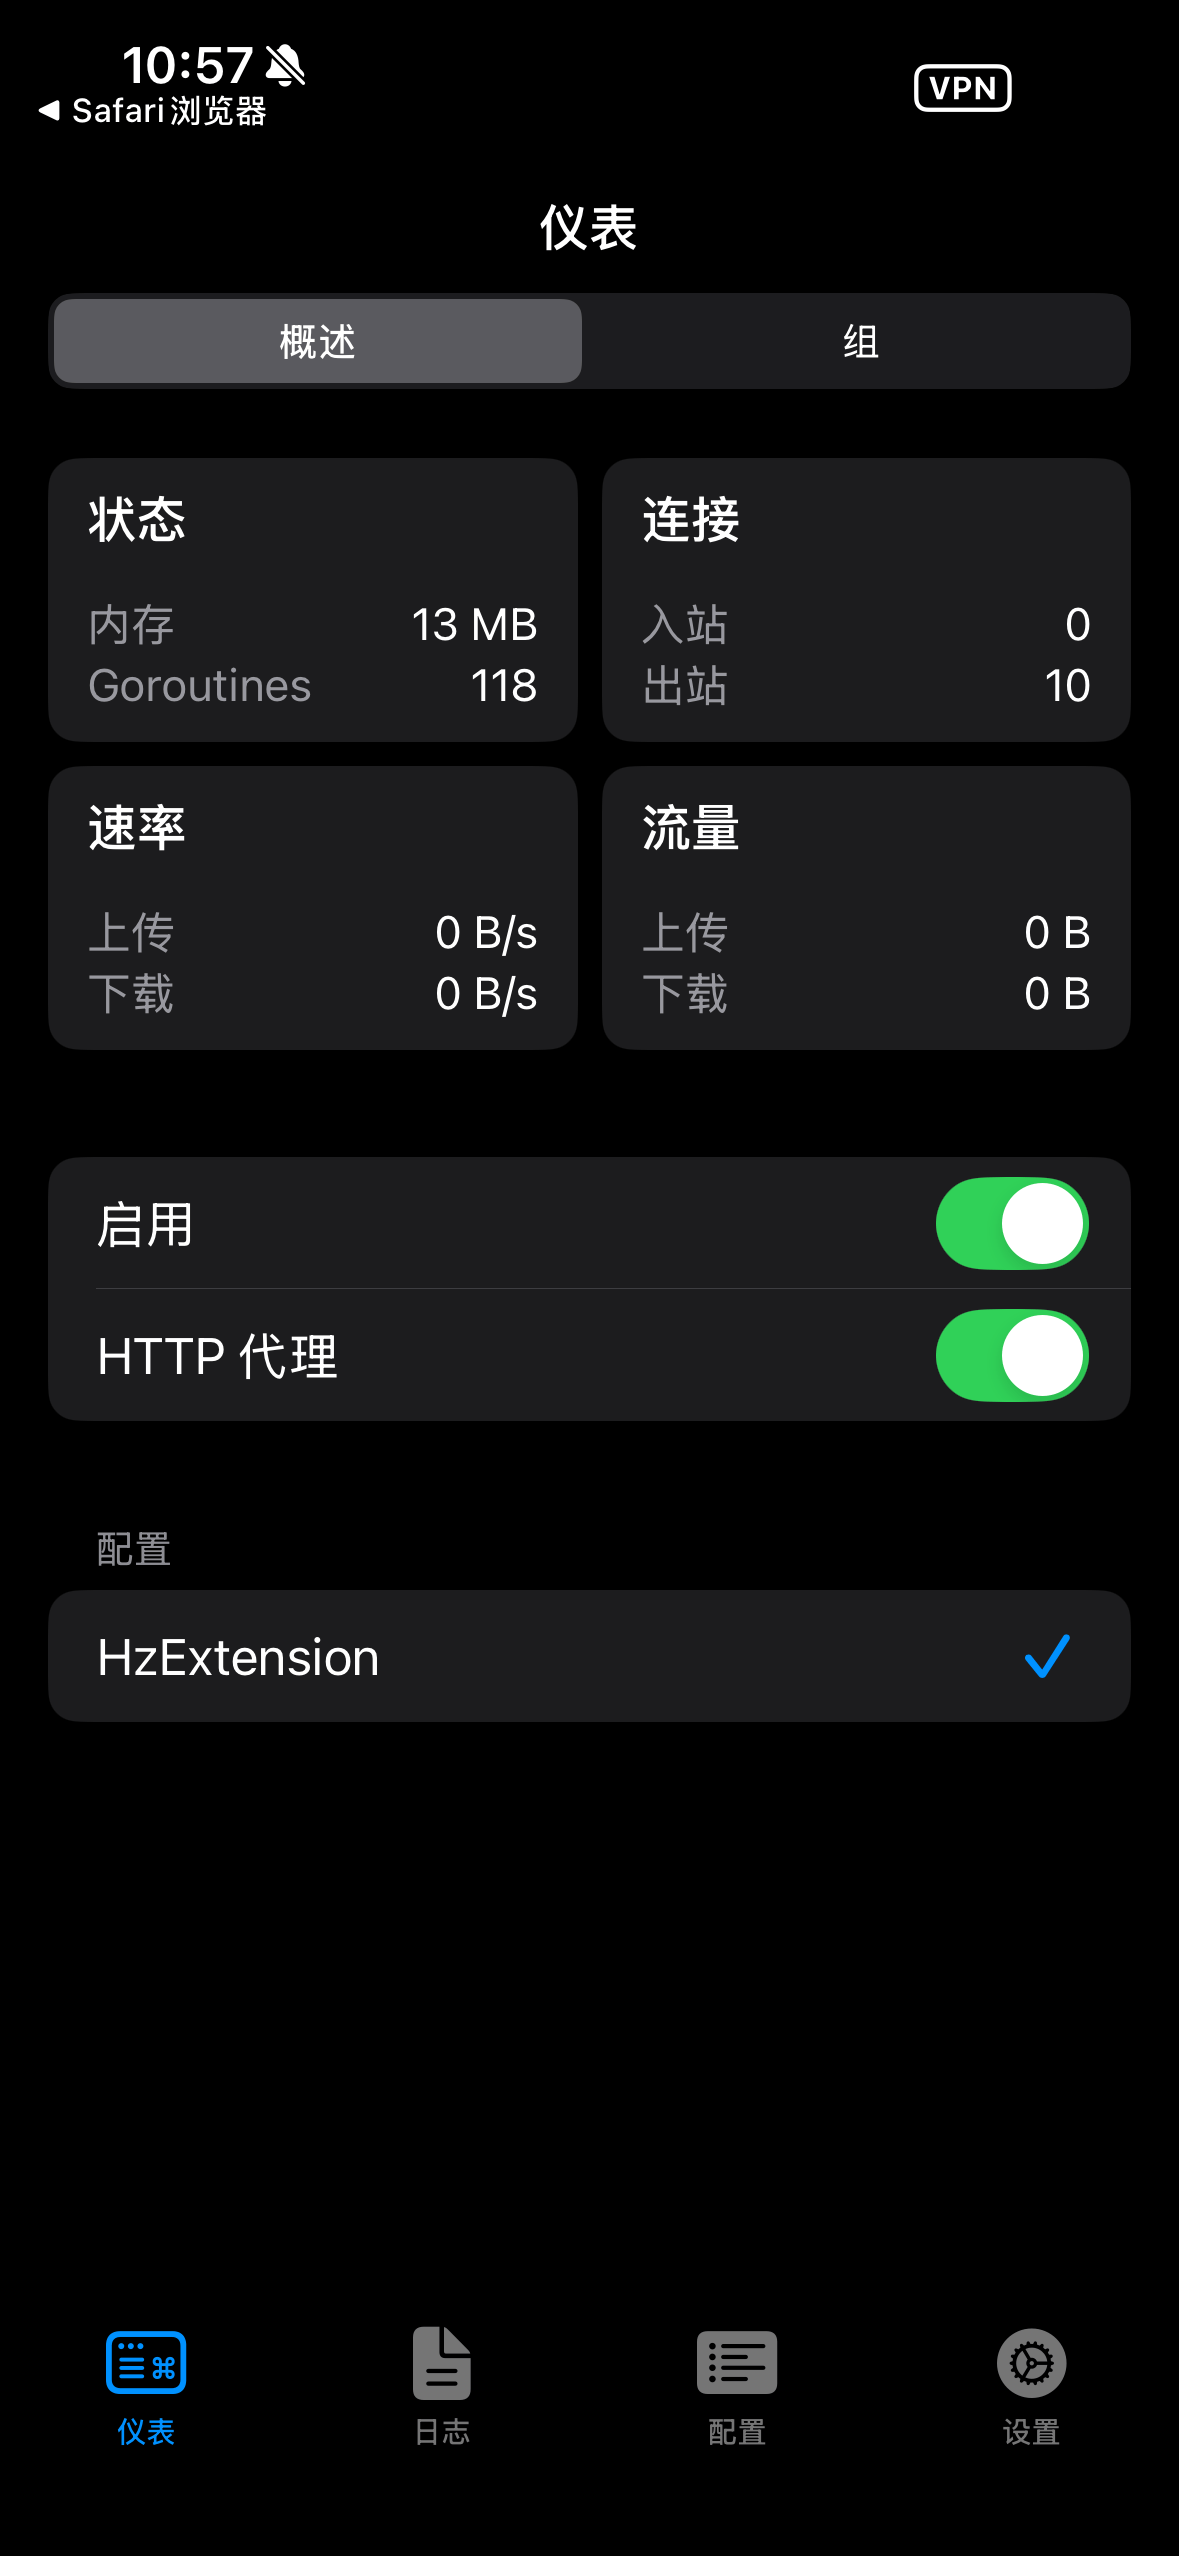 10:57
Safari浏览器
VPN
仪表
概述
组
状态
内存 13 MB
Goroutines 118
连接
入站 0
出站 10
速率
上传 0 B/s
下载 0 B/s
流量
上传 0 B
下载 0 B
启用
HTTP 代理
配置
HzExtension
仪表
日志
配置
设置